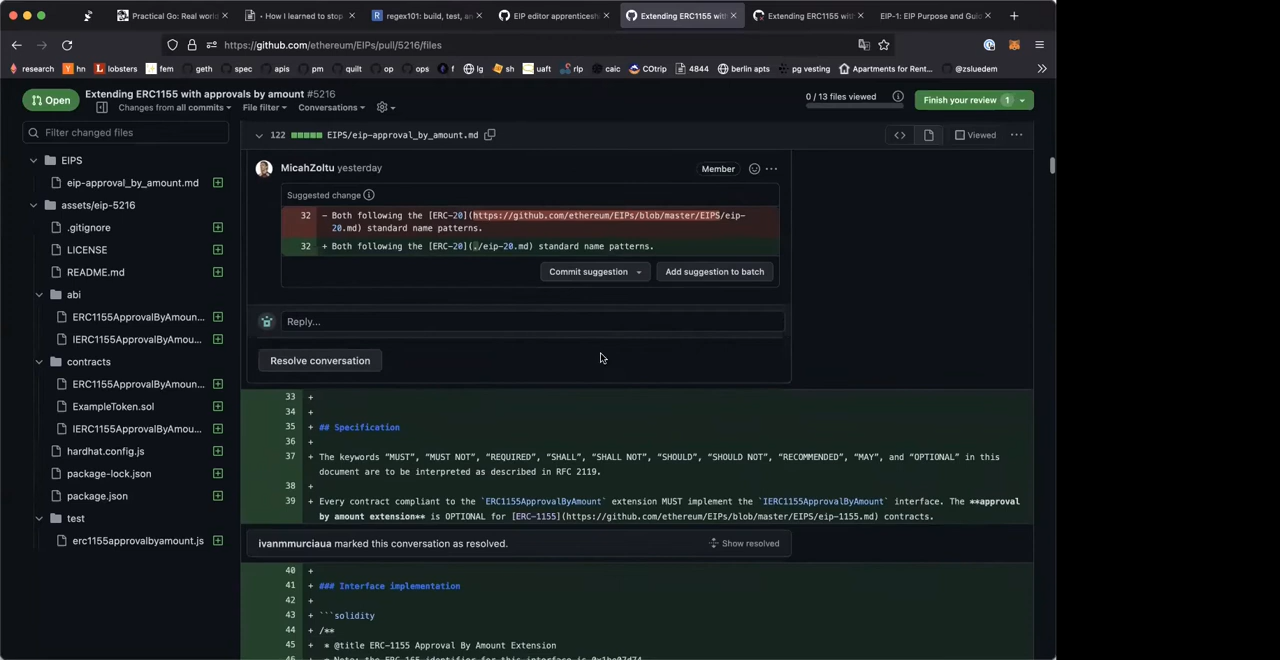 Practical Go: Real world
• How I learned to stop
regex101: build, test, an
EIP editor apprenticeshi
Extending ERC1155 with
Extending ERC1155 with
EIP-1: EIP Purpose and Guid
https://github.com/ethereum/EIPs/pull/5216/files
research
hn
lobsters
fem
geth
spec
apis
pm
quilt
op
ops
f
lg
sh
uaft
rlp
caic
COtrip
4844
berlin apts
pg vesting
Apartments for Rent...
@zsluedem
Open
Extending ERC1155 with approvals by amount #5216
Changes from all commits
File filter
Conversations
0 / 13 files viewed
Finish your review 1
Filter changed files
EIPS
eip-approval_by_amount.md
assets/eip-5216
.gitignore
LICENSE
README.md
abi
ERC1155ApprovalByAmoun...
IERC1155ApprovalByAmou...
contracts
ERC1155ApprovalByAmoun...
ExampleToken.sol
IERC1155ApprovalByAmou...
hardhat.config.js
package-lock.json
package.json
test
erc1155approvalbyamount.js
122 EIPS/eip-approval_by_amount.md
Viewed
MicahZoltu yesterday
Member
Suggested change
32 - Both following the [ERC-20](https://github.com/ethereum/EIPs/blob/master/EIPS/eip-
20.md) standard name patterns.
32 + Both following the [ERC-20](./eip-20.md) standard name patterns.
Commit suggestion
Add suggestion to batch
Reply...
Resolve conversation
33 +
34 +
35 + ## Specification
36 +
37 + The keywords “MUST”, “MUST NOT”, “REQUIRED”, “SHALL”, “SHALL NOT”, “SHOULD”, “SHOULD NOT”, “RECOMMENDED”, “MAY”, and “OPTIONAL” in this
document are to be interpreted as described in RFC 2119.
38 +
39 + Every contract compliant to the `ERC1155ApprovalByAmount` extension MUST implement the `IERC1155ApprovalByAmount` interface. The **approval
by amount extension** is OPTIONAL for [ERC-1155](https://github.com/ethereum/EIPs/blob/master/EIPS/eip-1155.md) contracts.
ivanmmurciaua marked this conversation as resolved.
Show resolved
40 +
41 + ### Interface implementation
42 +
43 + ```solidity
44 + /**
45 + * @title ERC-1155 Approval By Amount Extension